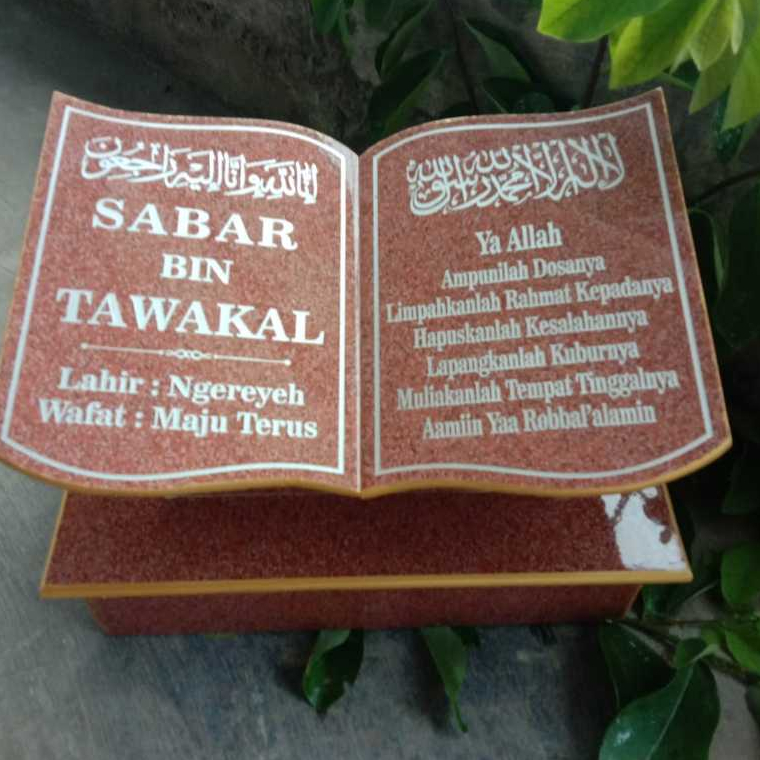 إنا لله وإنا إليه راجعون
SABAR
BIN
TAWAKAL
Lahir : Ngereyeh
Wafat : Maju Terus
لا إله إلا الله محمد رسول الله
Ya Allah
Ampunilah Dosanya
Limpahkanlah Rahmat Kepadanya
Hapuskanlah Kesalahannya
Lapangkanlah Kuburnya
Muliakanlah Tempat Tinggalnya
Aamiin Yaa Robbal'alamin